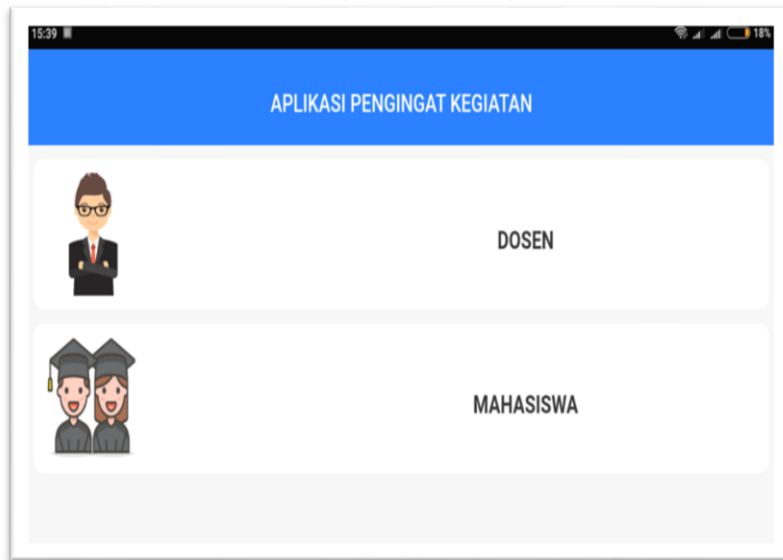 15:39 18%
APLIKASI PENGINGAT KEGIATAN
DOSEN
MAHASISWA